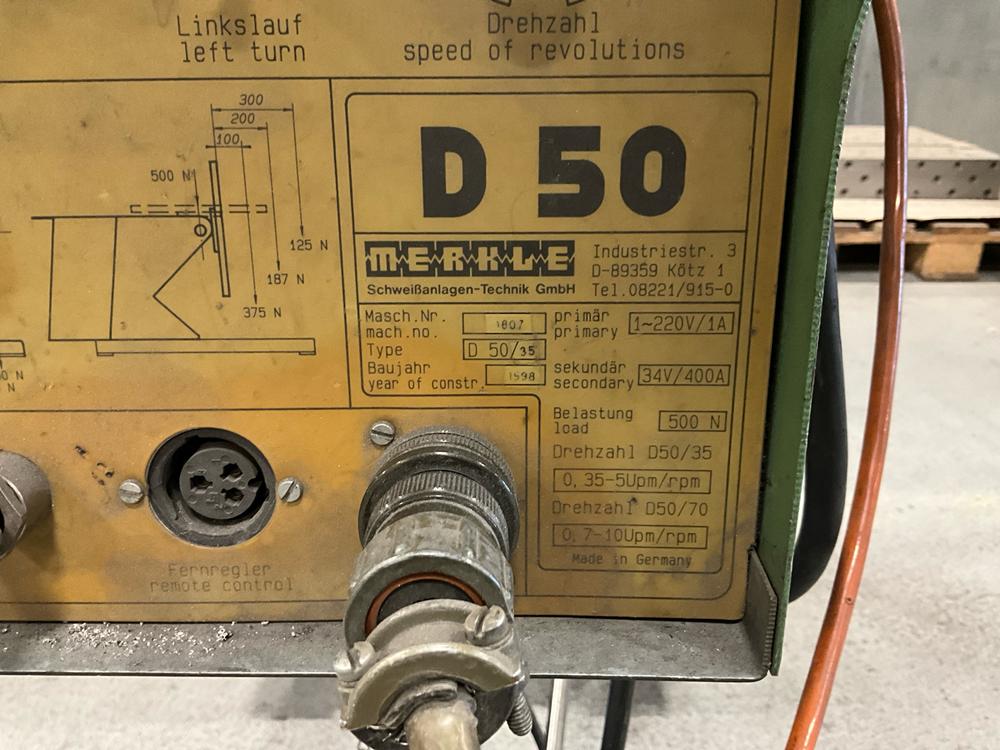 Linkslauf
left turn
Drehzahl
speed of revolutions
300
200
100
500 N
125 N
187 N
375 N
N
N
D 50
MERKLE
Schweißanlagen-Technik GmbH
Industriestr. 3
D-89359 Kötz 1
Tel.08221/915-0
Masch.Nr.
mach.no.
1807
primär
primary
1~220V/1A
Type
D 50/35
Baujahr
year of constr.
1998
sekundär
secondary
34V/400A
Belastung
load
500 N
Drehzahl D50/35
0,35-5Upm/rpm
Drehzahl D50/70
0,7-10Upm/rpm
Made in Germany
Fernregler
remote control